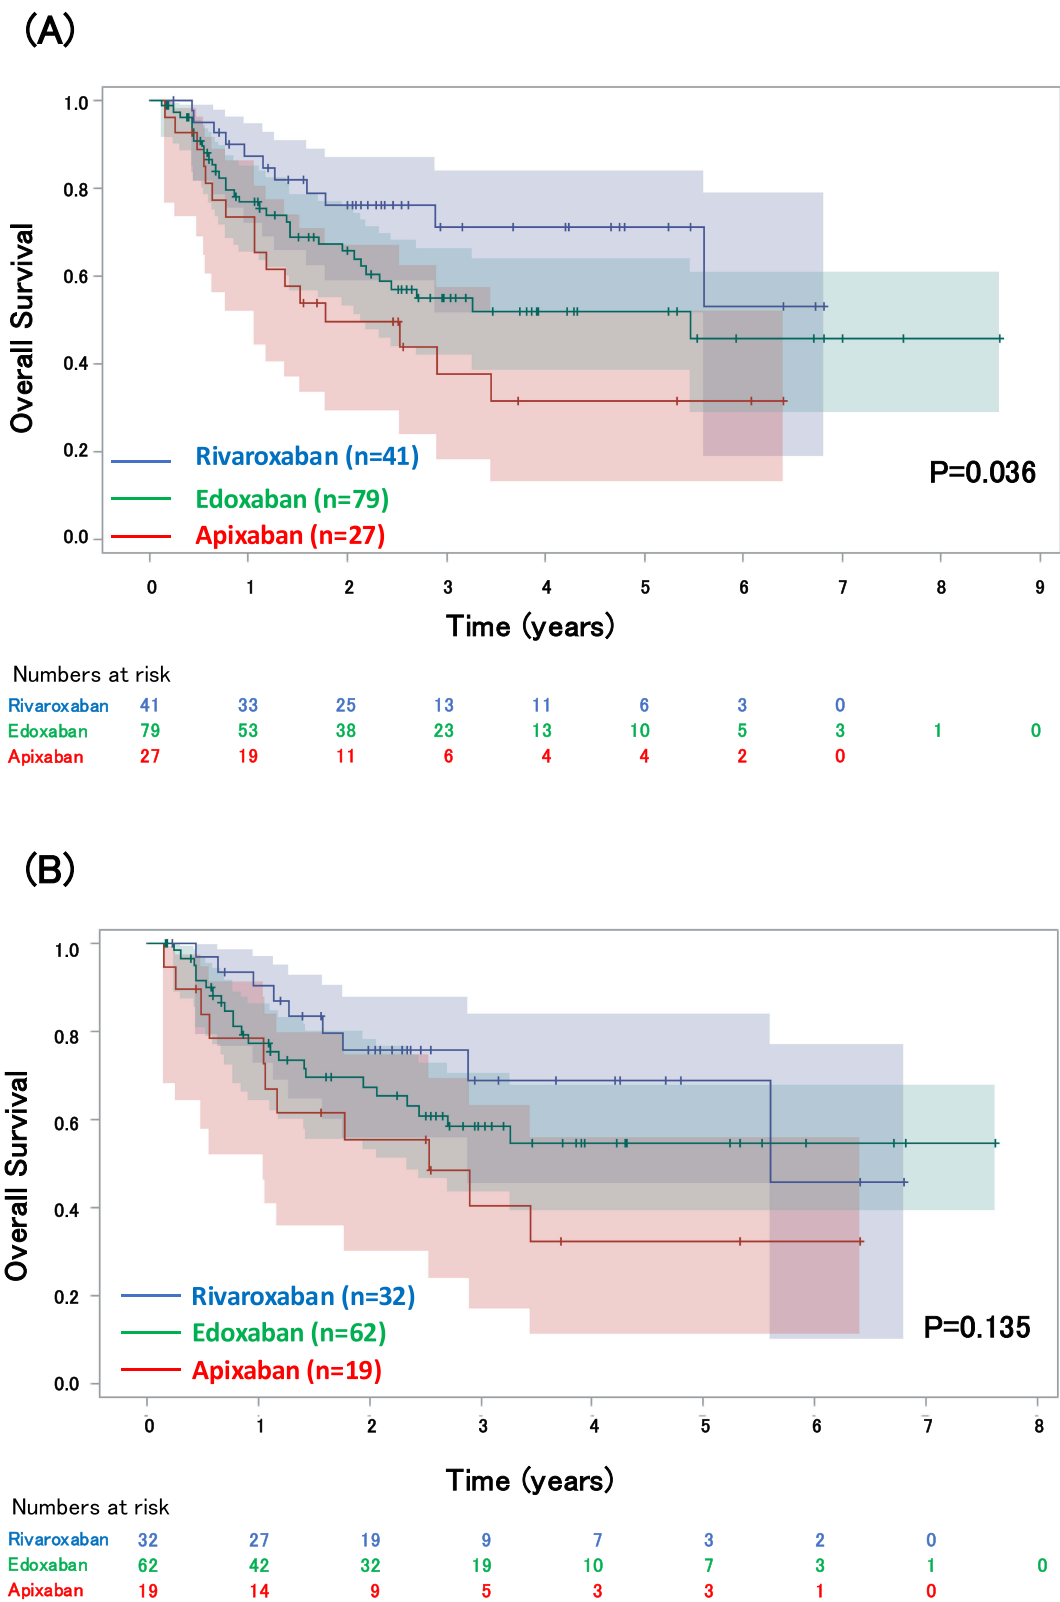 (A)
1.0
0.8
0.6
0.4
0.2
0.0
Overall Survival
Rivaroxaban (n=41)
Edoxaban (n=79)
Apixaban (n=27)
P=0.036
0 1 2 3 4 5 6 7 8 9
Time (years)
Numbers at risk
Rivaroxaban 41 33 25 13 11 6 3 0
Edoxaban 79 53 38 23 13 10 5 3 1 0
Apixaban 27 19 11 6 4 4 2 0
(B)
1.0
0.8
0.6
0.4
0.2
0.0
Overall Survival
Rivaroxaban (n=32)
Edoxaban (n=62)
Apixaban (n=19)
P=0.135
0 1 2 3 4 5 6 7 8
Time (years)
Numbers at risk
Rivaroxaban 32 27 19 9 7 3 2 0
Edoxaban 62 42 32 19 10 7 3 1 0
Apixaban 19 14 9 5 3 3 1 0